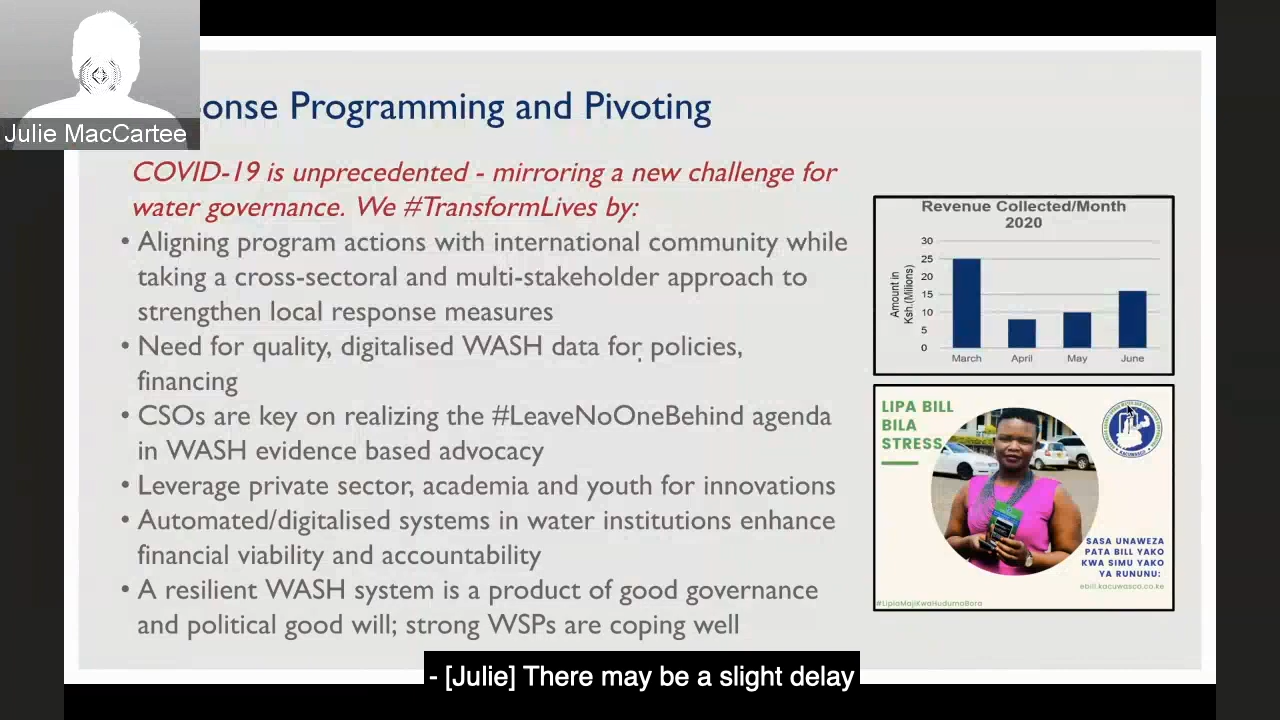 Julie MacCartee
onse Programming and Pivoting
COVID-19 is unprecedented - mirroring a new challenge for
water governance. We #TransformLives by:
• Aligning program actions with international community while
taking a cross-sectoral and multi-stakeholder approach to
strengthen local response measures
• Need for quality, digitalised WASH data for policies,
financing
• CSOs are key on realizing the #LeaveNoOneBehind agenda
in WASH evidence based advocacy
• Leverage private sector, academia and youth for innovations
• Automated/digitalised systems in water institutions enhance
financial viability and accountability
• A resilient WASH system is a product of good governance
and political good will; strong WSPs are coping well
Revenue Collected/Month
2020
Amount in
Ksh.(Milions)
30
25
20
15
10
5
0
March April May June
LIPA BILL
BILA
STRESS
KACUWASCO
SASA UNAWEZA
PATA BILL YAKO
KWA SIMU YAKO
YA RUNUNU:
ebill.kacuwasco.co.ke
#LipiaMajiKwaHudumaBora
- [Julie] There may be a slight delay